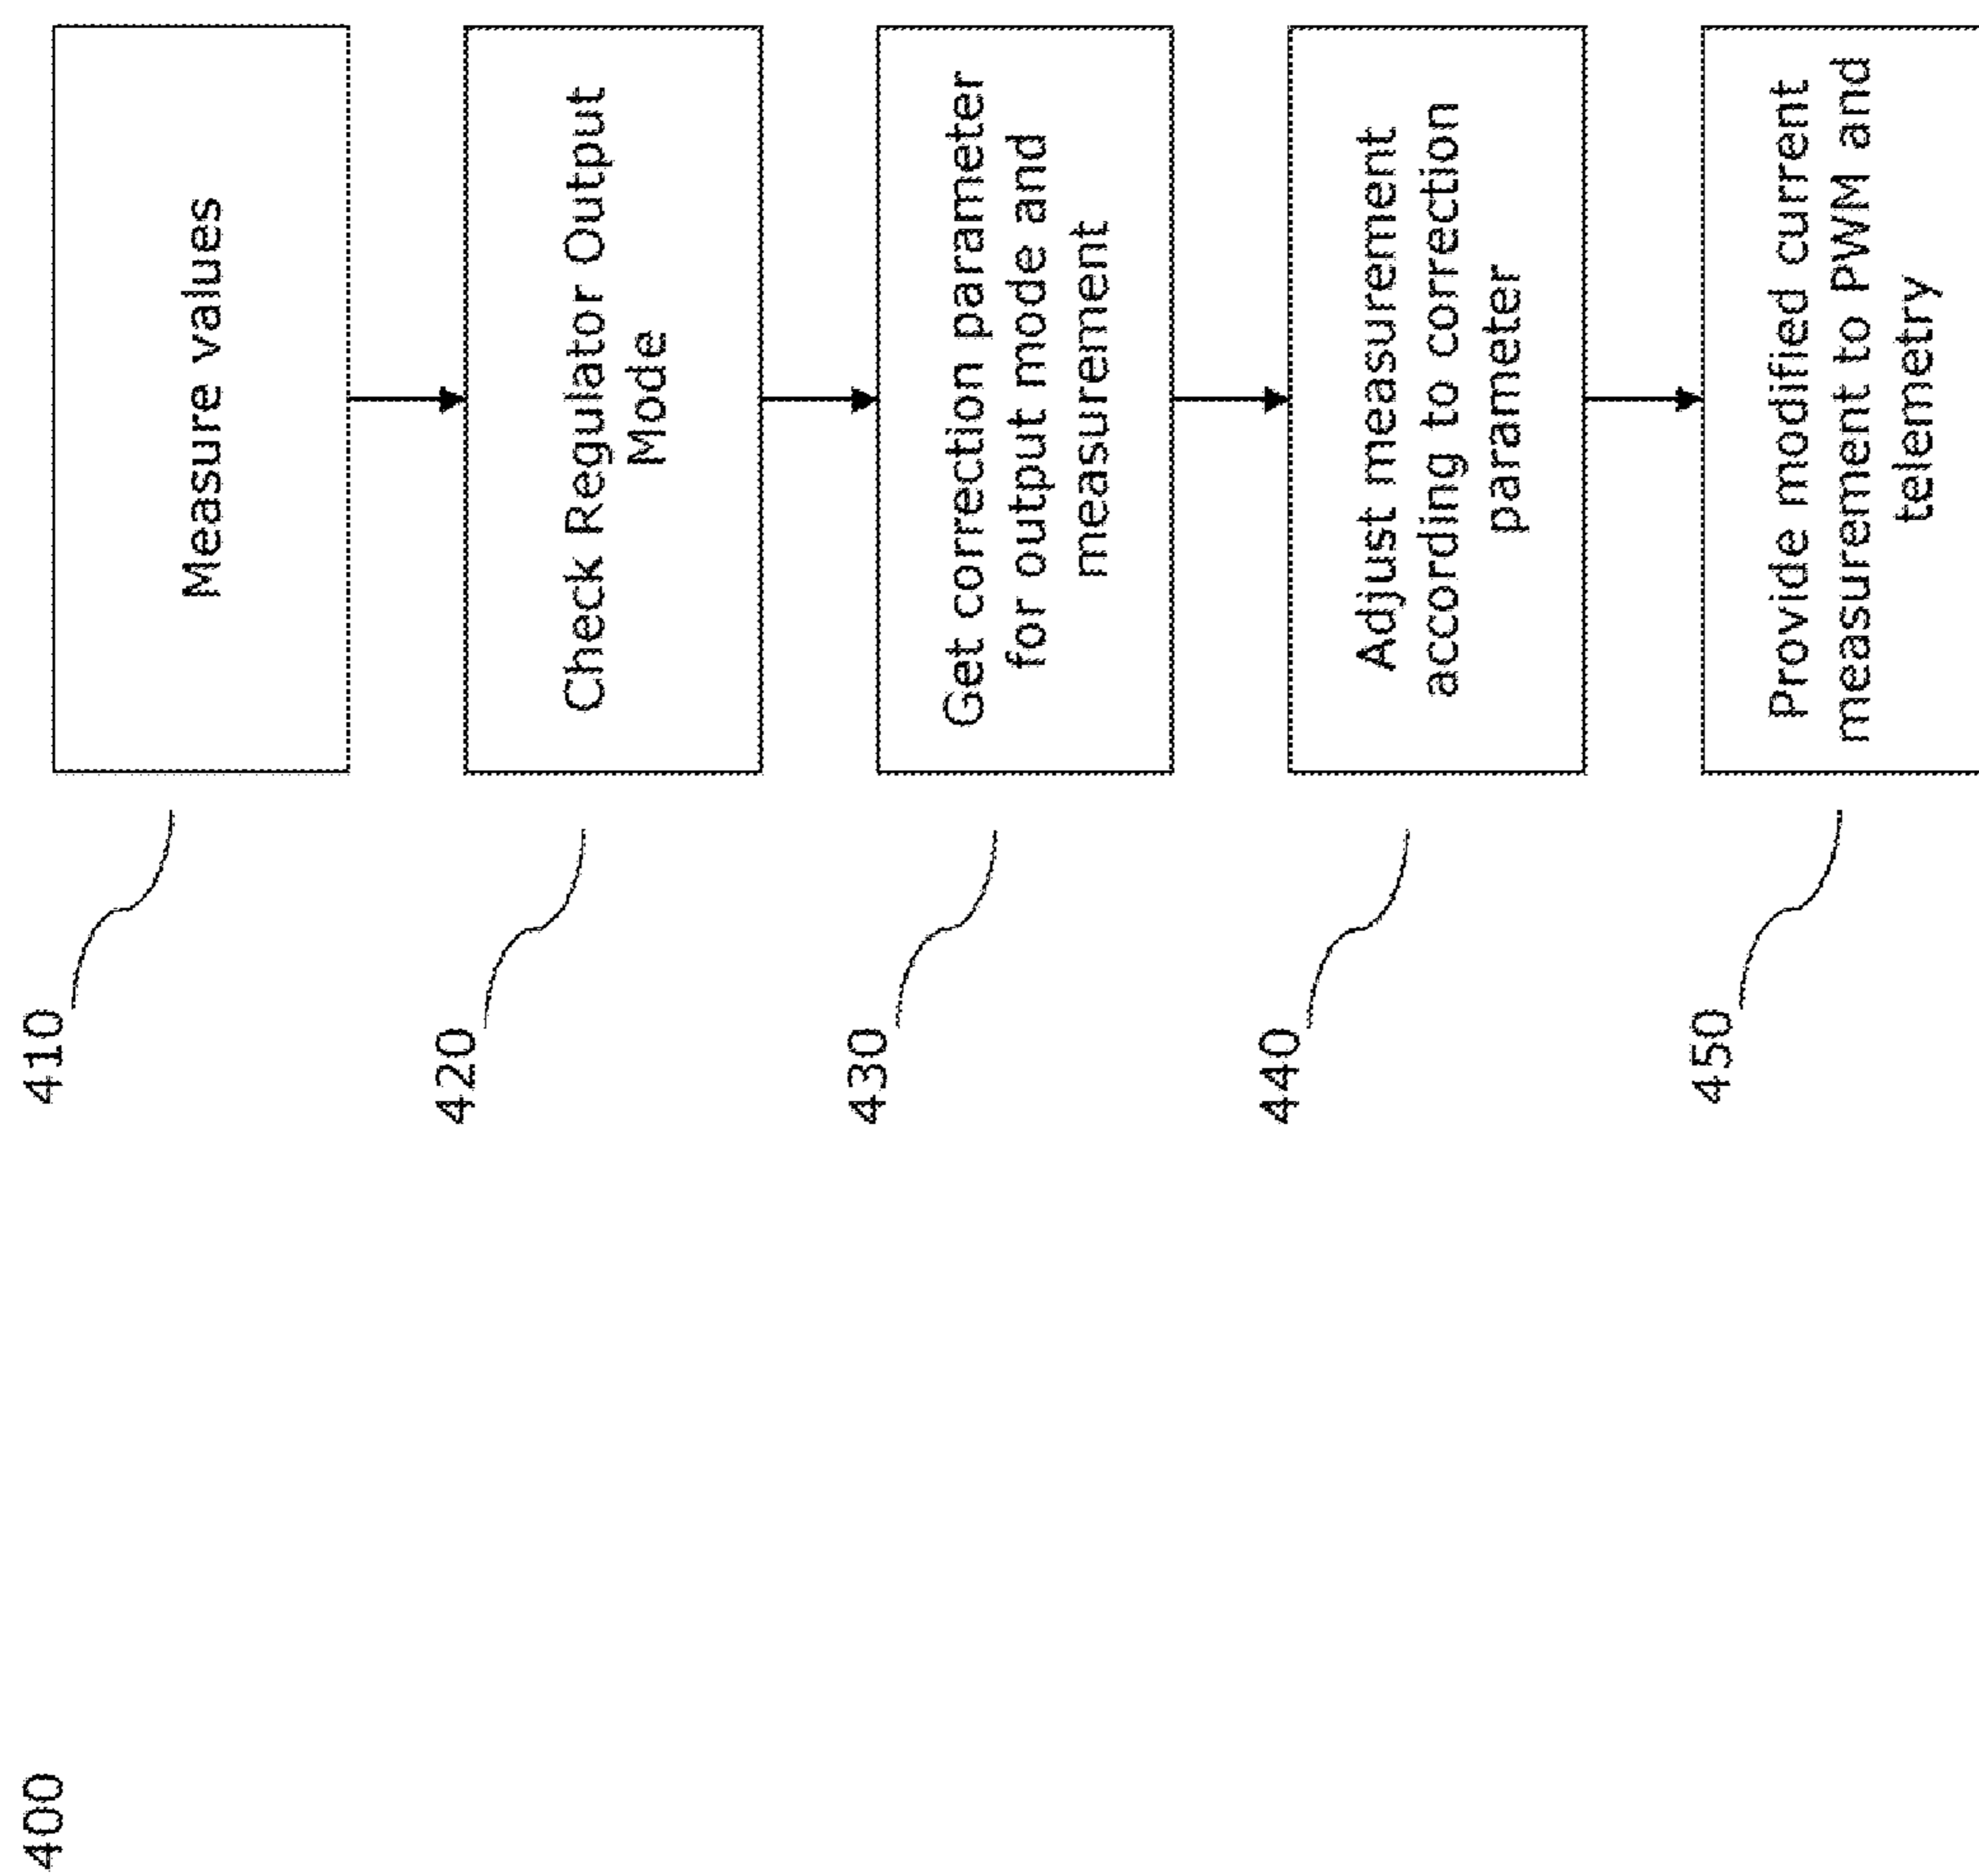 400
410
Measure values
420
Check Regulator Output
Mode
430
Get correction parameter
for output mode and
measurement
440
Adjust measurement
according to correction
parameter
450
Provide modified current
measurement to PWM and
telemetry